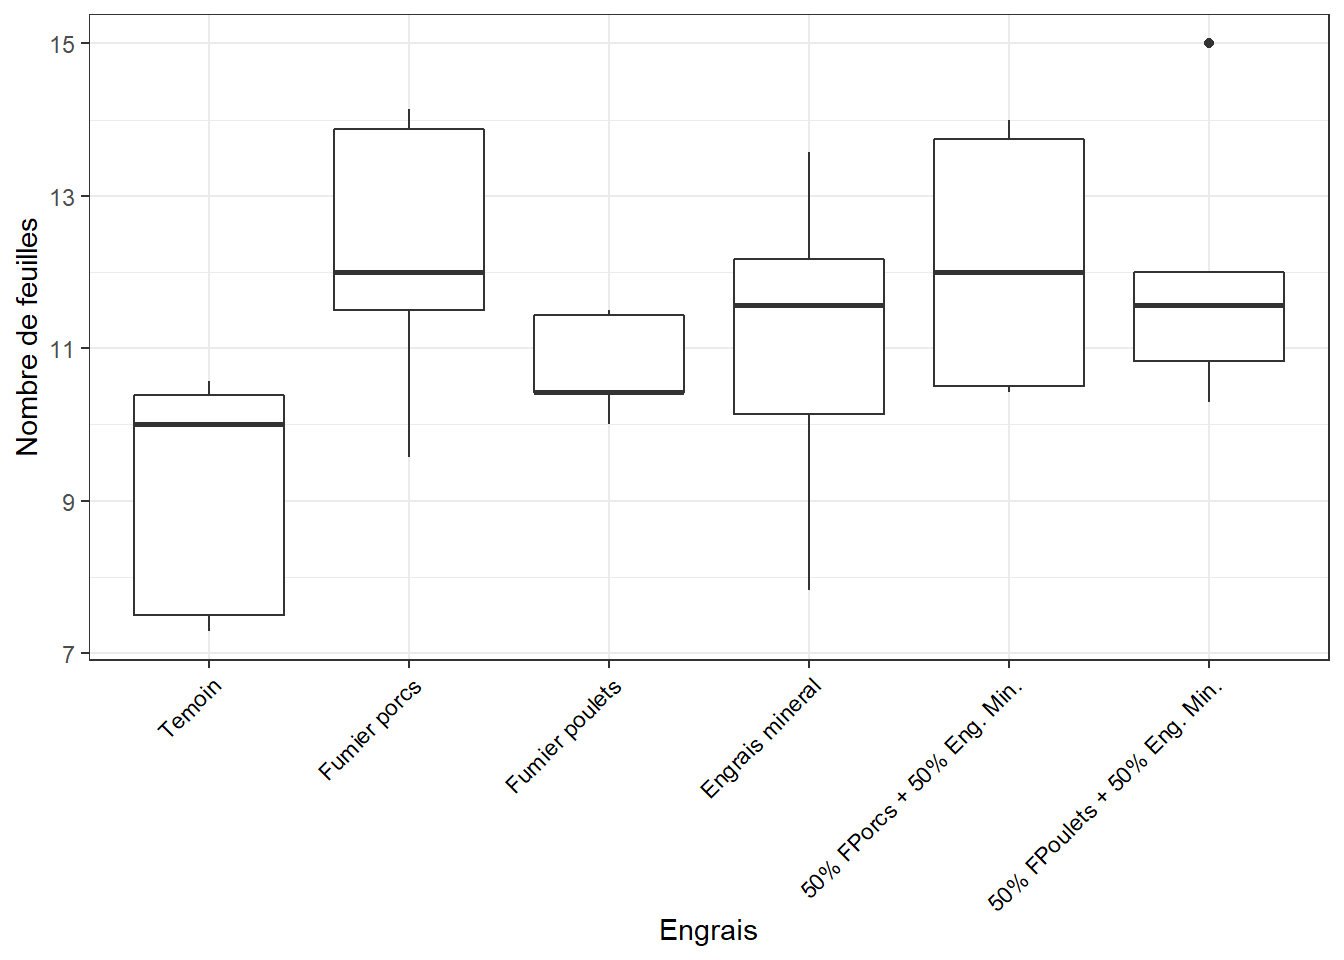 Nombre de feuilles
15
13
11
9
7
Temoin
Fumier porcs
Fumier poulets
Engrais mineral
50% FPorcs + 50% Eng. Min.
50% FPoulets + 50% Eng. Min.
Engrais